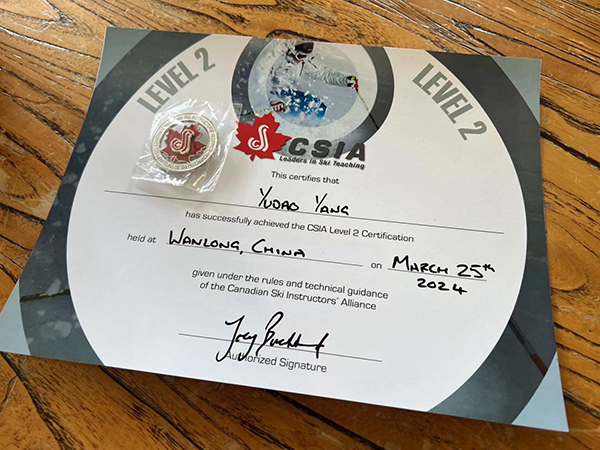 LEVEL 2
LEVEL 2
CSIA
Leaders in Ski Teaching
This certifies that
Yudao Yang
has successfully achieved the CSIA Level 2 Certification
held at Wanlong, China on March 25th
2024
given under the rules and technical guidance
of the Canadian Ski Instructors' Alliance
Authorized Signature